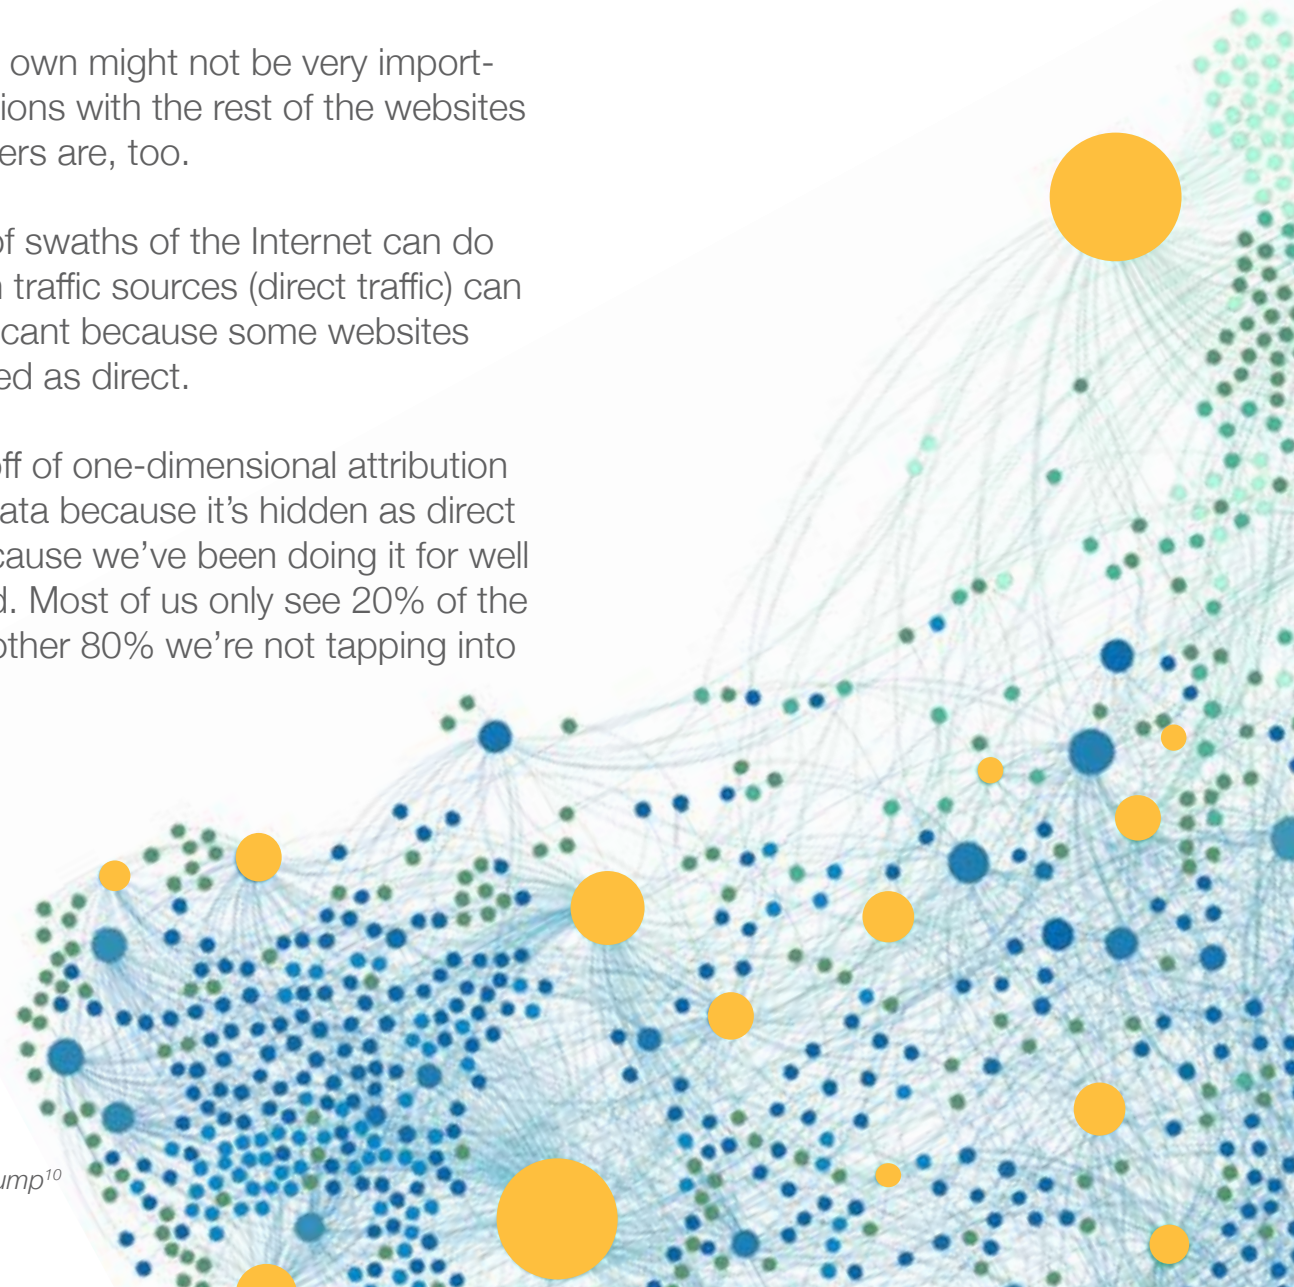 own might not be very import-
ions with the rest of the websites
ers are, too.
of swaths of the Internet can do
traffic sources (direct traffic) can
cant because some websites
ed as direct.
off of one-dimensional attribution
ata because it’s hidden as direct
cause we’ve been doing it for well
d. Most of us only see 20% of the
other 80% we’re not tapping into
ump10